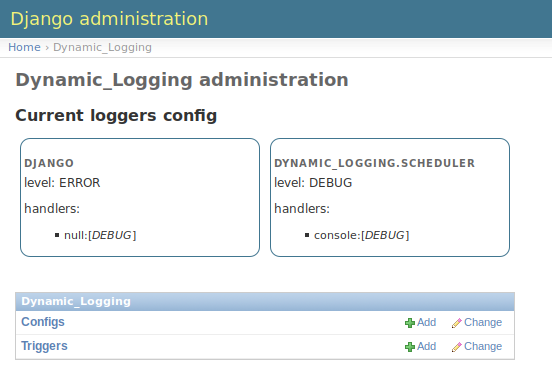 Django administration
Home › Dynamic_Logging
Dynamic_Logging administration
Current loggers config
DJANGO
level: ERROR
handlers:
▪ null:[DEBUG]
DYNAMIC_LOGGING.SCHEDULER
level: DEBUG
handlers:
▪ console:[DEBUG]
Dynamic_Logging
Configs Add Change
Triggers Add Change